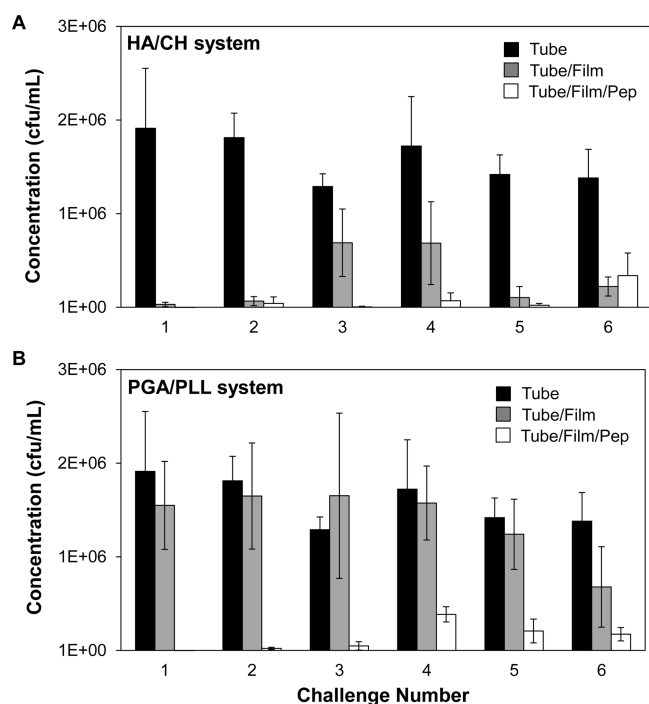 A
HA/CH system
Tube
Tube/Film
Tube/Film/Pep
Concentration (cfu/mL)
3E+06
2E+06
1E+06
1E+00
1 2 3 4 5 6
B
PGA/PLL system
Tube
Tube/Film
Tube/Film/Pep
Concentration (cfu/mL)
3E+06
2E+06
1E+06
1E+00
1 2 3 4 5 6
Challenge Number